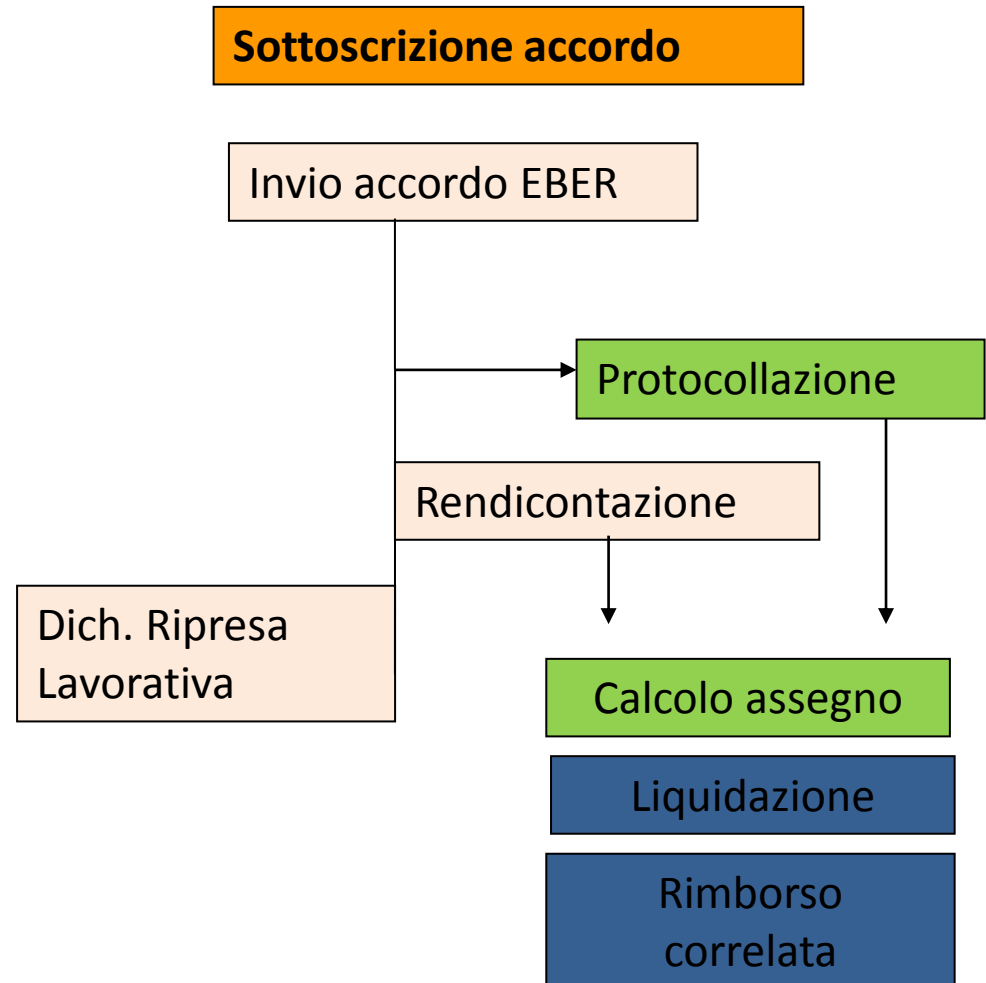 Sottoscrizione accordo
Invio accordo EBER
Protocollazione
Rendicontazione
Dich. Ripresa
Lavorativa
Calcolo assegno
Liquidazione
Rimborso
correlata